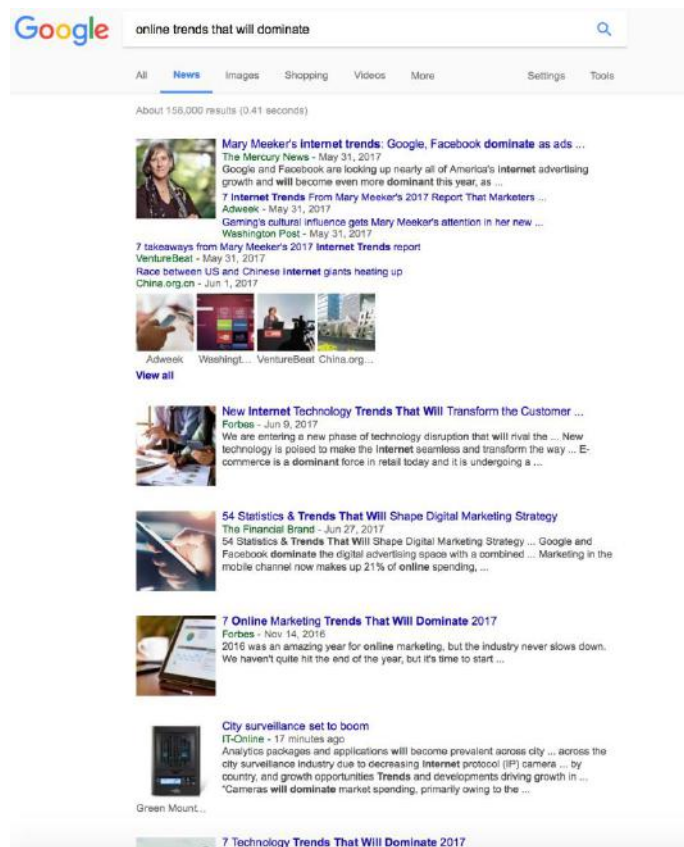 Google
online trends that will dominate
All News Images Shopping Videos More Settings Tools
About 156,000 results (0.41 seconds)
Mary Meeker's internet trends: Google, Facebook dominate as ads ...
The Mercury News - May 31, 2017
Google and Facebook are locking up nearly all of America's internet advertising
growth and will become even more dominant this year, as ...
7 Internet Trends From Mary Meeker's 2017 Report That Marketers ...
Adweek - May 31, 2017
Gaming's cultural influence gets Mary Meeker's attention in her new ...
Washington Post - May 31, 2017
7 takeaways from Mary Meeker's 2017 Internet Trends report
VentureBeat - May 31, 2017
Race between US and Chinese internet giants heating up
China.org.cn - Jun 1, 2017
Adweek Washingt... VentureBeat China.org...
View all
New Internet Technology Trends That Will Transform the Customer ...
Forbes - Jun 9, 2017
We are entering a new phase of technology disruption that will rival the ... New
technology is poised to make the Internet seamless and transform the way ... E-
commerce is a dominant force in retail today and it is undergoing a ...
54 Statistics & Trends That Will Shape Digital Marketing Strategy
The Financial Brand - Jun 27, 2017
54 Statistics & Trends That Will Shape Digital Marketing Strategy ... Google and
Facebook dominate the digital advertising space with a combined ... Marketing in the
mobile channel now makes up 21% of online spending, ...
7 Online Marketing Trends That Will Dominate 2017
Forbes - Nov 14, 2016
2016 was an amazing year for online marketing, but the industry never slows down.
We haven't quite hit the end of the year, but it's time to start ...
City surveillance set to boom
IT-Online - 17 minutes ago
Analytics packages and applications will become prevalent across city ... across the
city surveillance industry due to decreasing Internet protocol (IP) camera ... by
country, and growth opportunities Trends and developments driving growth in ...
"Cameras will dominate market spending, primarily owing to the ...
Green Mount...
7 Technology Trends That Will Dominate 2017